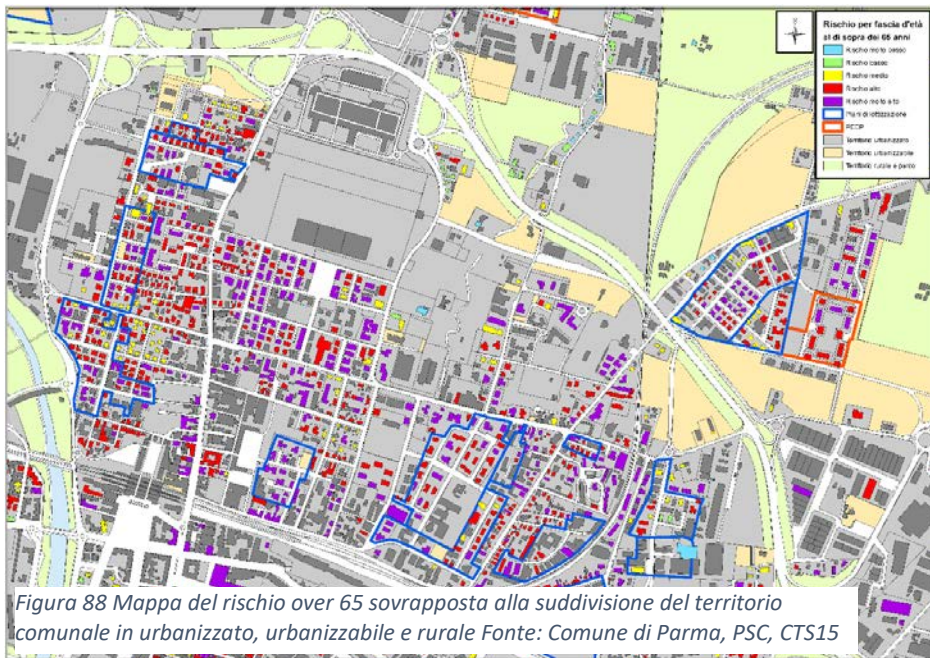 Rischio per fascia d'età
al di sopra dei 65 anni
Rischio molto basso
Rischio basso
Rischio medio
Rischio alto
Rischio molto alto
Piani di lottizzazione
PEEP
Territorio urbanizzato
Territorio urbanizzabile
Territorio rurale e parco
Figura 88 Mappa del rischio over 65 sovrapposta alla suddivisione del territorio
comunale in urbanizzato, urbanizzabile e rurale Fonte: Comune di Parma, PSC, CTS15